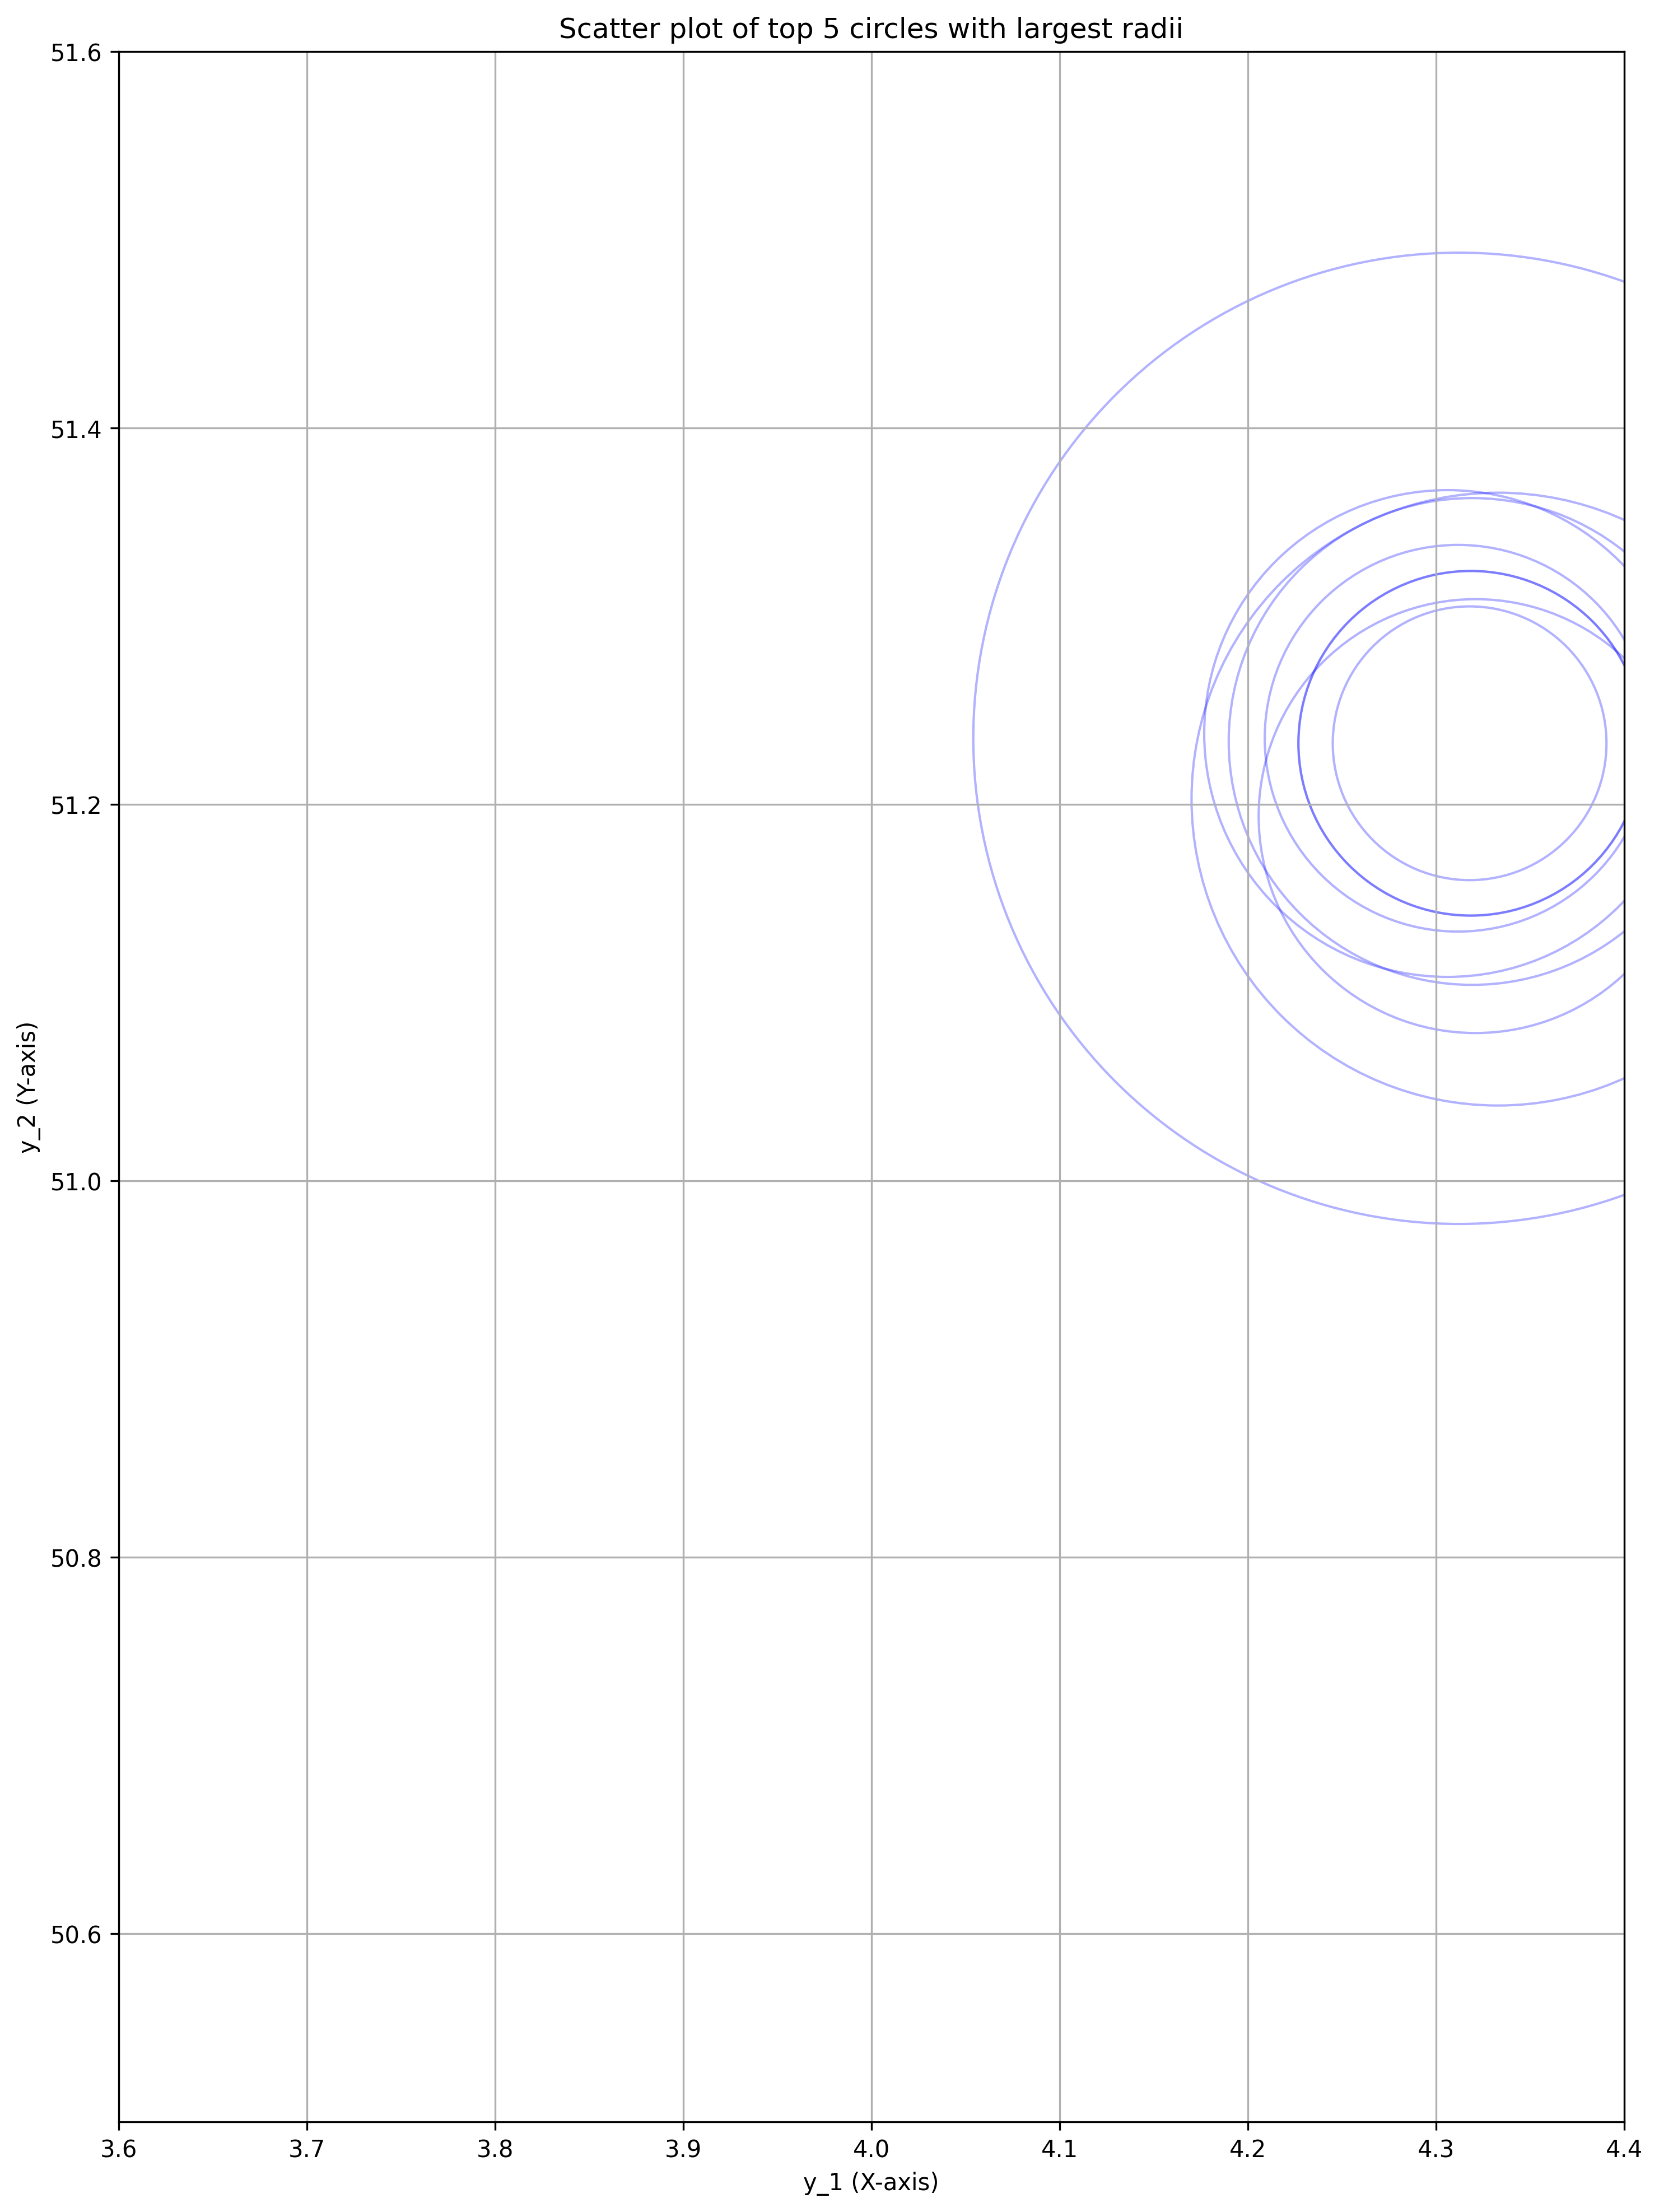 Scatter plot of top 5 circles with largest radii
51.6
51.4
51.2
51.0
50.8
50.6
y_2 (Y-axis)
3.6 3.7 3.8 3.9 4.0 4.1 4.2 4.3 4.4
y_1 (X-axis)